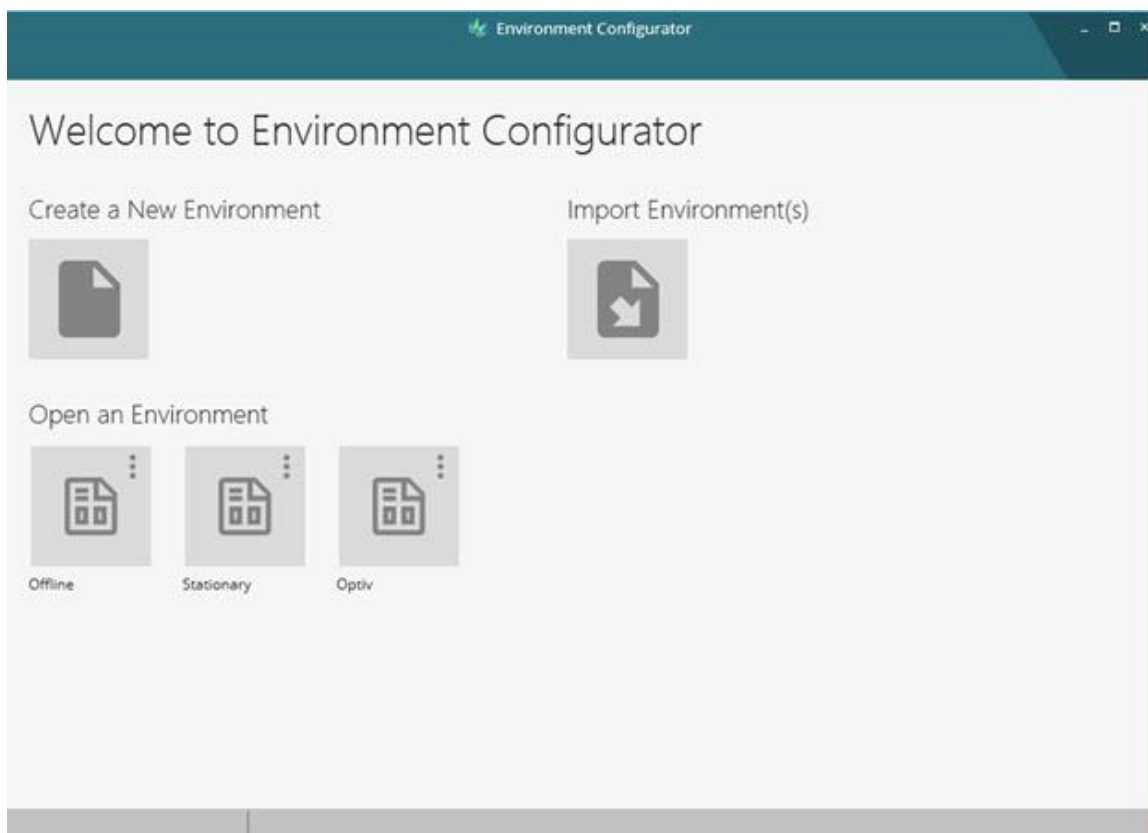 Environment Configurator
Welcome to Environment Configurator
Create a New Environment
Import Environment(s)
Open an Environment
Offline
Stationary
Optiv